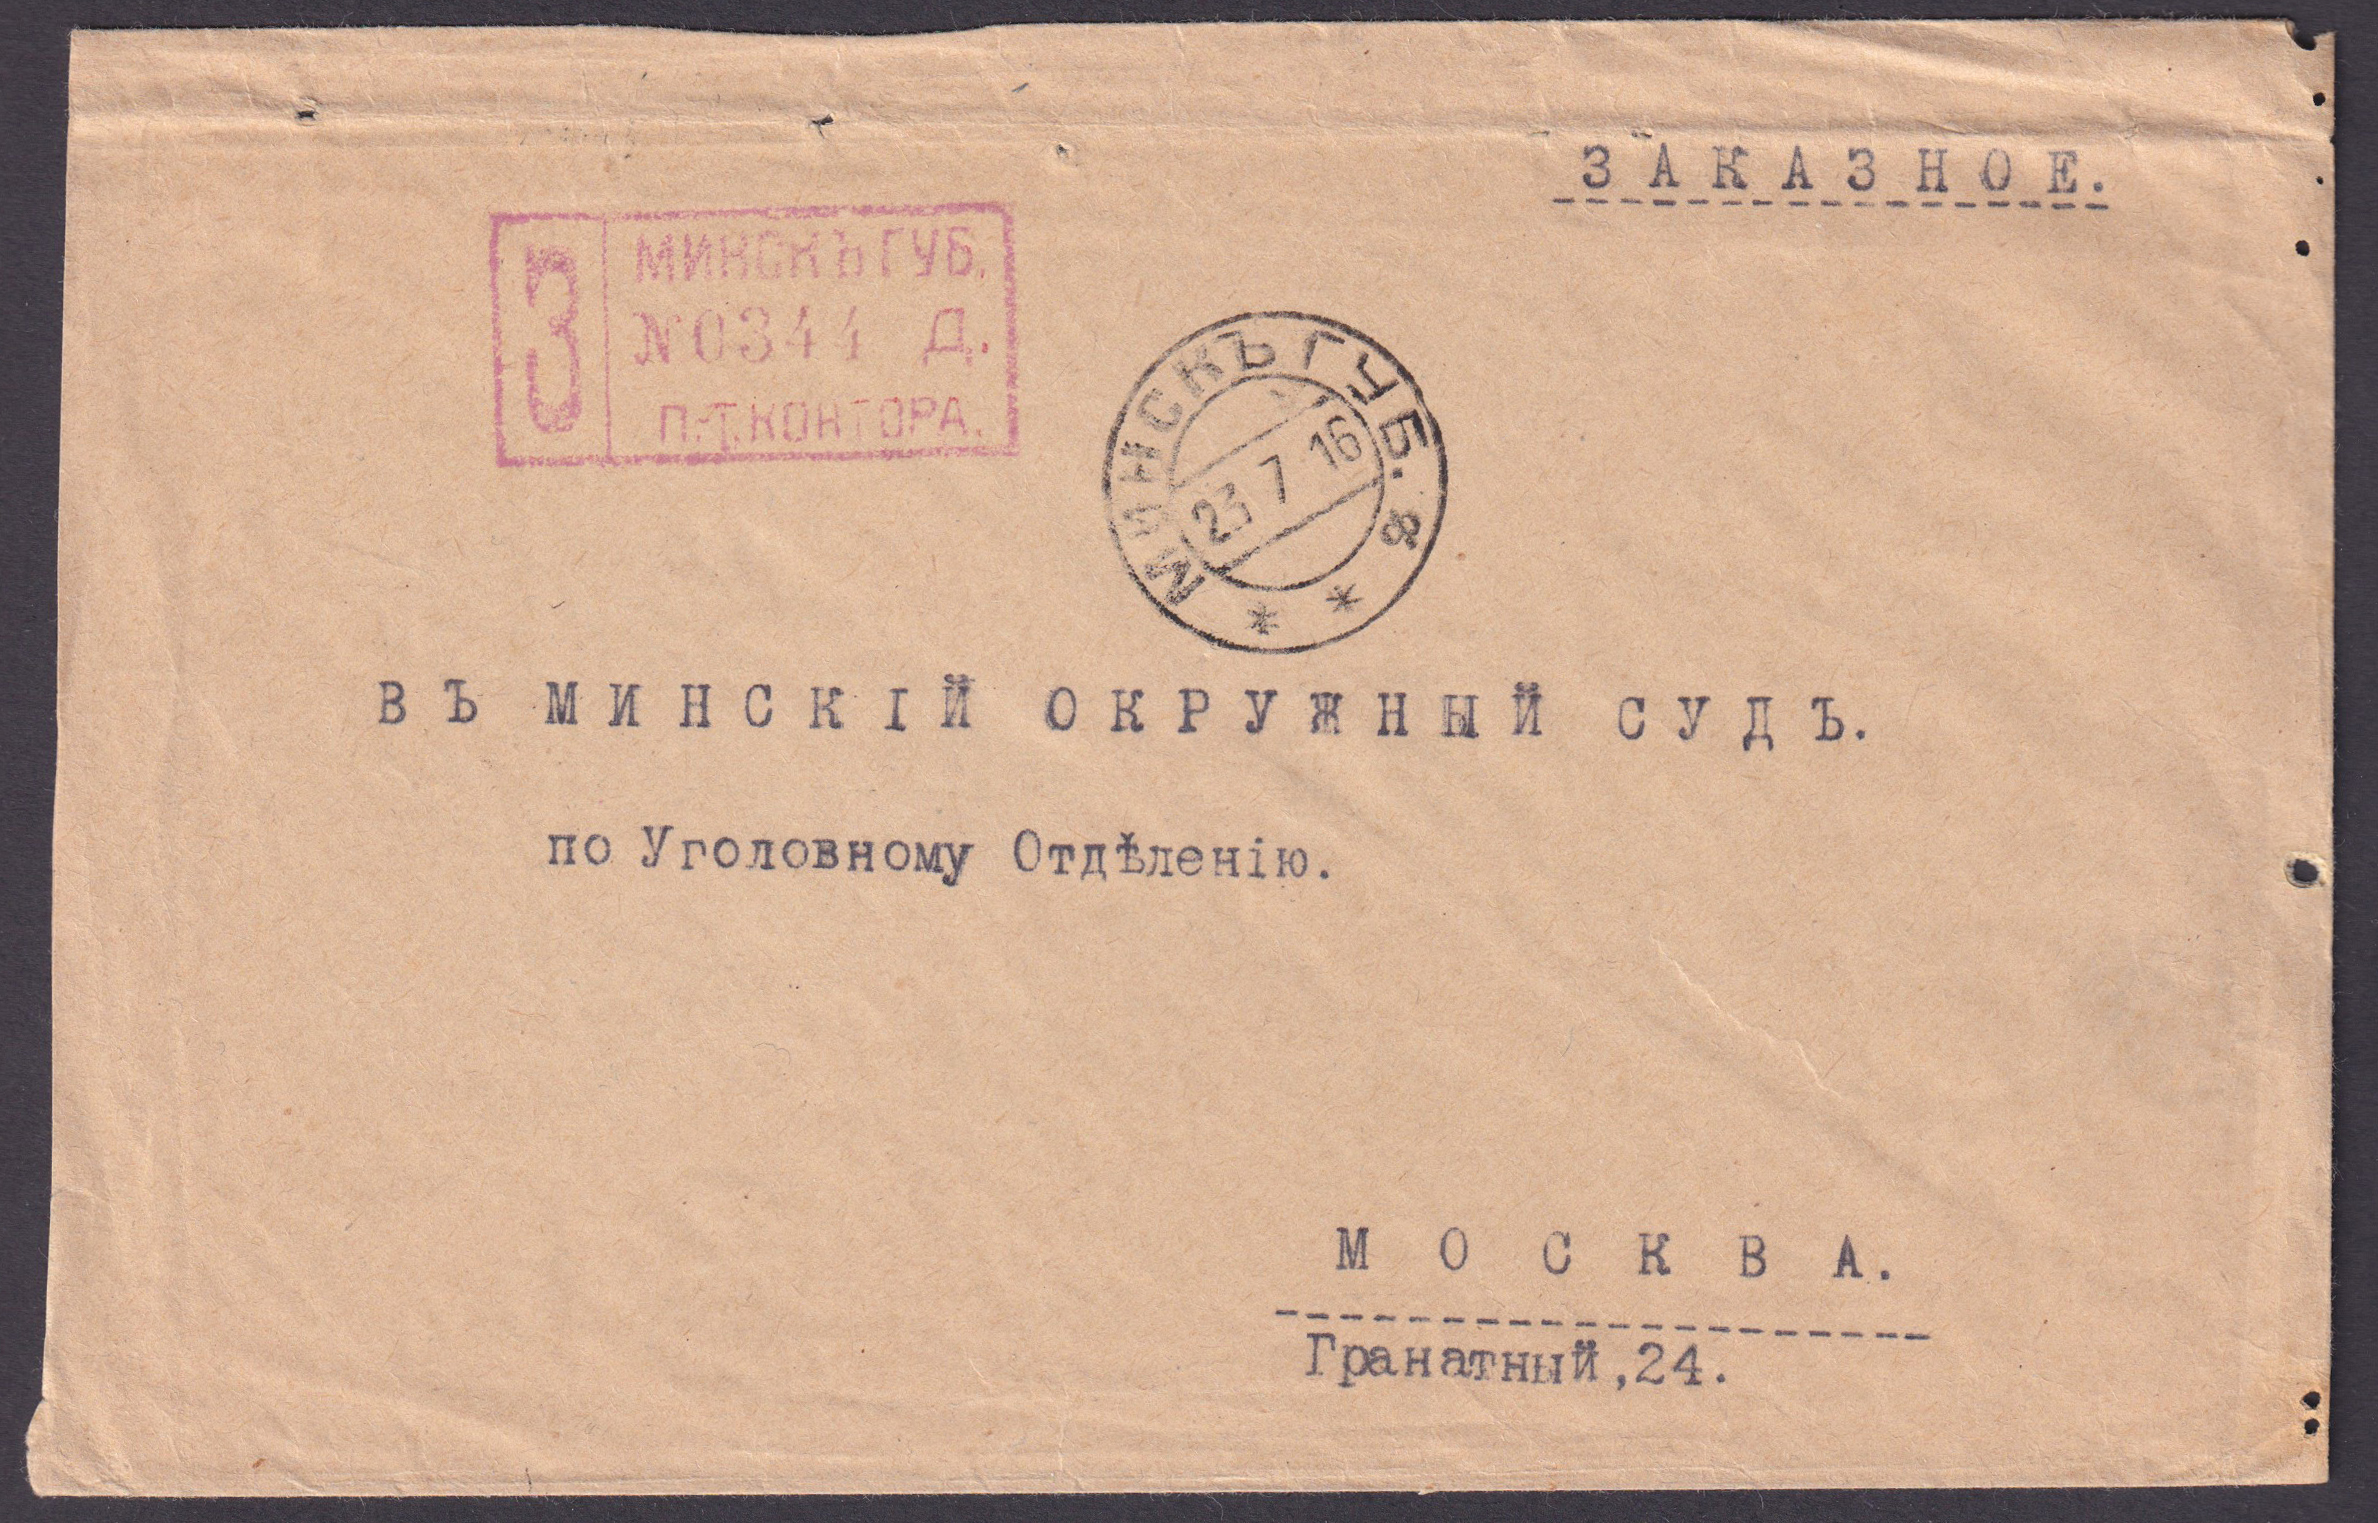 ЗАКАЗНОЕ.
З
МИНСКЪ ГУБ.
№0344 Д.
П.-Т. КОНТОРА.
МИНСКЪ ГУБ. Ф
23 7 16
ВЪ МИНСКІЙ ОКРУЖНЫЙ СУДЪ.
по Уголовному Отдѣленію.
МОСКВА.
Гранатный, 24.